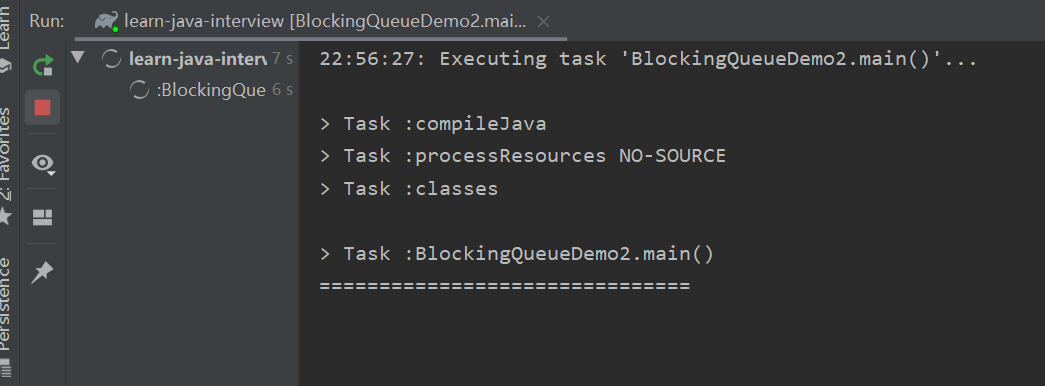 Run: learn-java-interview [BlockingQueueDemo2.mai...
Learn
2: Favorites
Persistence
learn-java-interv 7 s
:BlockingQue 6 s
22:56:27: Executing task 'BlockingQueueDemo2.main()'...
> Task :compileJava
> Task :processResources NO-SOURCE
> Task :classes
> Task :BlockingQueueDemo2.main()
===============================